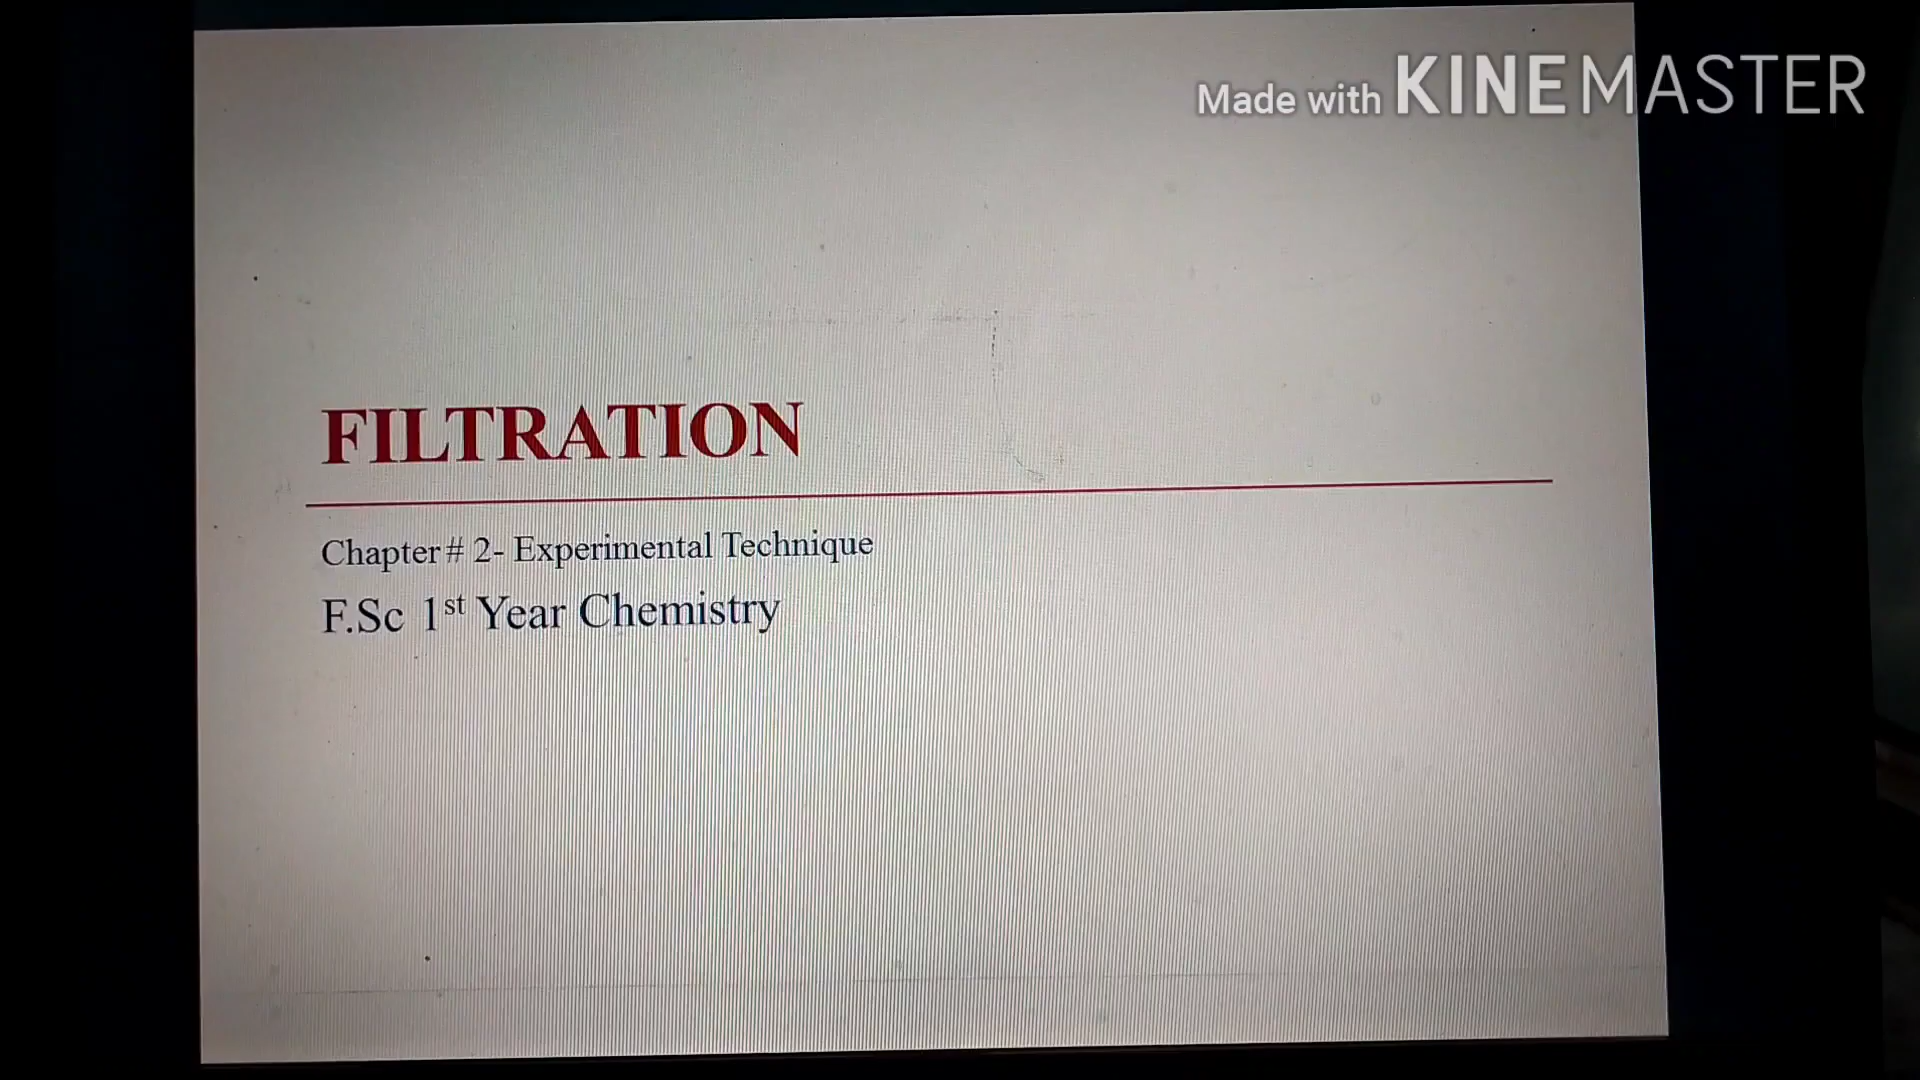 Made with KINEMASTER
FILTRATION
Chapter # 2- Experimental Technique
F.Sc 1st Year Chemistry